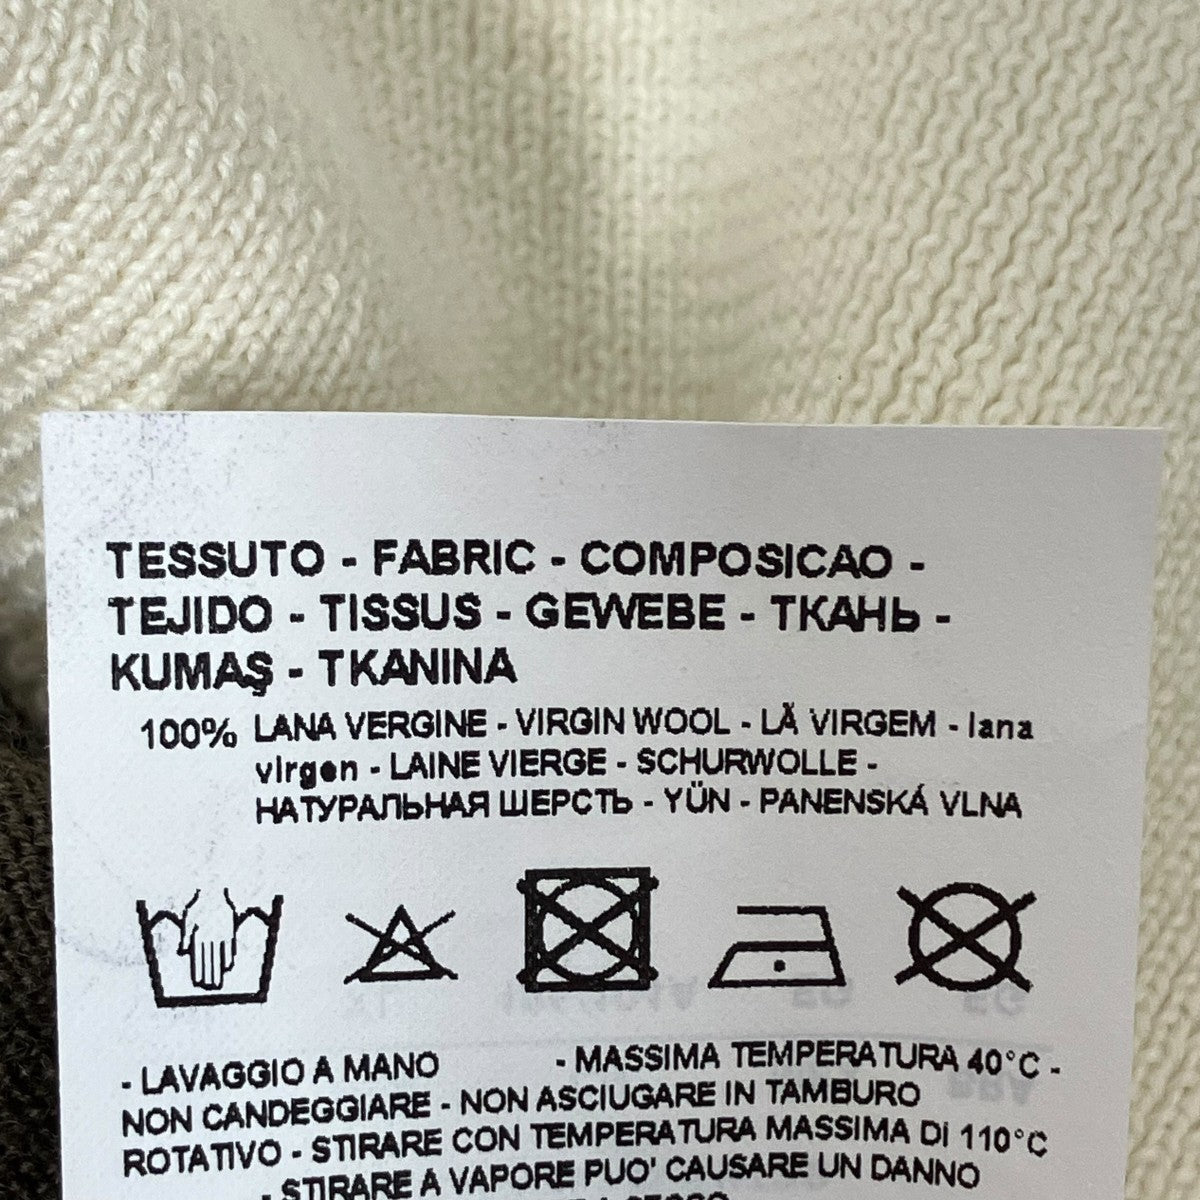 TESSUTO - FABRIC - COMPOSICAO -
TEJIDO - TISSUS - GEWEBE - ТКАНЬ -
KUMAŞ - TKANINA
100% LANA VERGINE - VIRGIN WOOL - LÃ VIRGEM - lana
virgen - LAINE VIERGE - SCHURWOLLE -
НАТУРАЛЬНАЯ ШЕРСТЬ - YÜN - PANENSKÁ VLNA
- LAVAGGIO A MANO - MASSIMA TEMPERATURA 40°C -
NON CANDEGGIARE - NON ASCIUGARE IN TAMBURO
ROTATIVO - STIRARE CON TEMPERATURA MASSIMA DI 110°C
- STIRARE A VAPORE PUO' CAUSARE UN DANNO